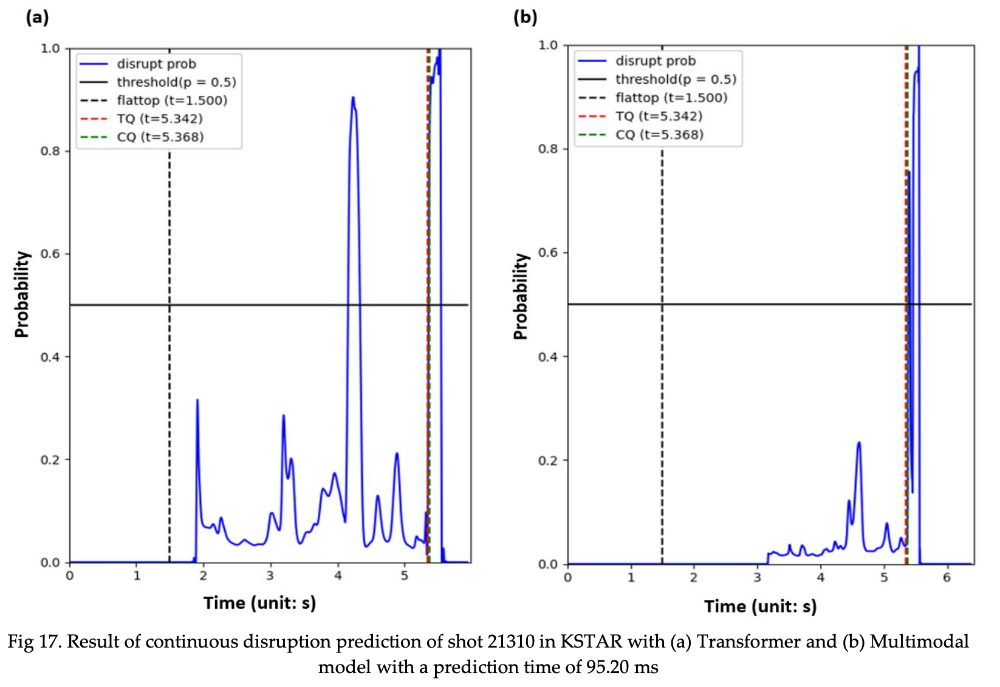 (a)
1.0
0.8
0.6
0.4
0.2
0.0
Probability
disrupt prob
threshold(p = 0.5)
flattop (t=1.500)
TQ (t=5.342)
CQ (t=5.368)
0 1 2 3 4 5
Time (unit: s)
(b)
1.0
0.8
0.6
0.4
0.2
0.0
Probability
disrupt prob
threshold(p = 0.5)
flattop (t=1.500)
TQ (t=5.342)
CQ (t=5.368)
0 1 2 3 4 5 6
Time (unit: s)
Fig 17. Result of continuous disruption prediction of shot 21310 in KSTAR with (a) Transformer and (b) Multimodal
model with a prediction time of 95.20 ms